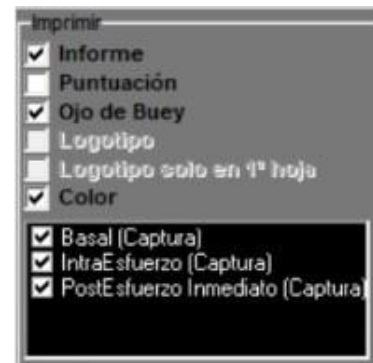 Imprimir
Informe
Puntuación
Ojo de Buey
Logotipo
Logotipo solo en 1ª hoja
Color
Basal (Captura)
IntraEsfuerzo (Captura)
PostEsfuerzo Inmediato (Captura)